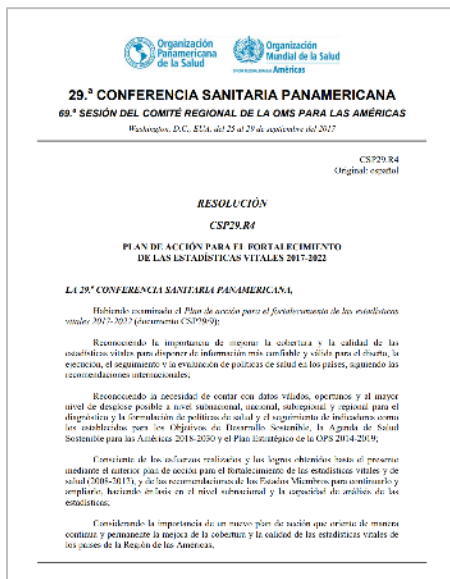 Organización
Panamericana
de la Salud
Organización
Mundial de la Salud
Américas
29.ª CONFERENCIA SANITARIA PANAMERICANA
69.ª SESIÓN DEL COMITÉ REGIONAL DE LA OMS PARA LAS AMÉRICAS
Washington, D.C., EUA, del 25 al 29 de septiembre del 2017
CSP29.R4
Original: español
RESOLUCIÓN
CSP29.R4
PLAN DE ACCIÓN PARA EL FORTALECIMIENTO
DE LAS ESTADÍSTICAS VITALES 2017-2022
LA 29.ª CONFERENCIA SANITARIA PANAMERICANA,
Habiendo examinado el Plan de acción para el fortalecimiento de las estadísticas
vitales 2017-2022 (documento CSP29/9);
Reconociendo la importancia de mejorar la cobertura y la calidad de las
estadísticas vitales para disponer de información más confiable y válida para el diseño, la
ejecución, el seguimiento y la evaluación de políticas de salud en los países, siguiendo las
recomendaciones internacionales;
Reconociendo la necesidad de contar con datos válidos, oportunos y al mayor
nivel de desglose posible a nivel subnacional, nacional, subregional y regional para el
diagnóstico y la formulación de políticas de salud y el seguimiento de indicadores como
los establecidos para los Objetivos de Desarrollo Sostenible, la Agenda de Salud
Sostenible para las Américas 2018-2030 y el Plan Estratégico de la OPS 2014-2019;
Consciente de los esfuerzos realizados y los logros obtenidos hasta el presente
mediante el anterior plan de acción para el fortalecimiento de las estadísticas vitales y de
salud (2008-2013), y de las recomendaciones de los Estados Miembros para continuarlo y
ampliarlo, haciendo énfasis en el nivel subnacional y la capacidad de análisis de las
estadísticas;
Considerando la importancia de un nuevo plan de acción que oriente de manera
continua y permanente la mejora de la cobertura y la calidad de las estadísticas vitales de
los países de la Región de las Américas,